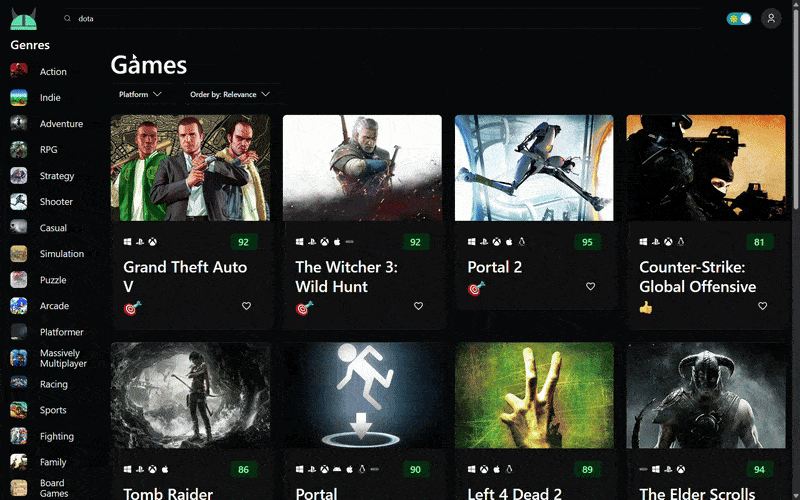 dota
Genres
Action
Indie
Adventure
RPG
Strategy
Shooter
Casual
Simulation
Puzzle
Arcade
Platformer
Massively
Multiplayer
Racing
Sports
Fighting
Family
Board
Games
Games
Platform
Order by: Relevance
92
Grand Theft Auto
V
92
The Witcher 3:
Wild Hunt
95
Portal 2
81
Counter-Strike:
Global Offensive
86
Tomb Raider
90
Portal
89
Left 4 Dead 2
94
The Elder Scrolls